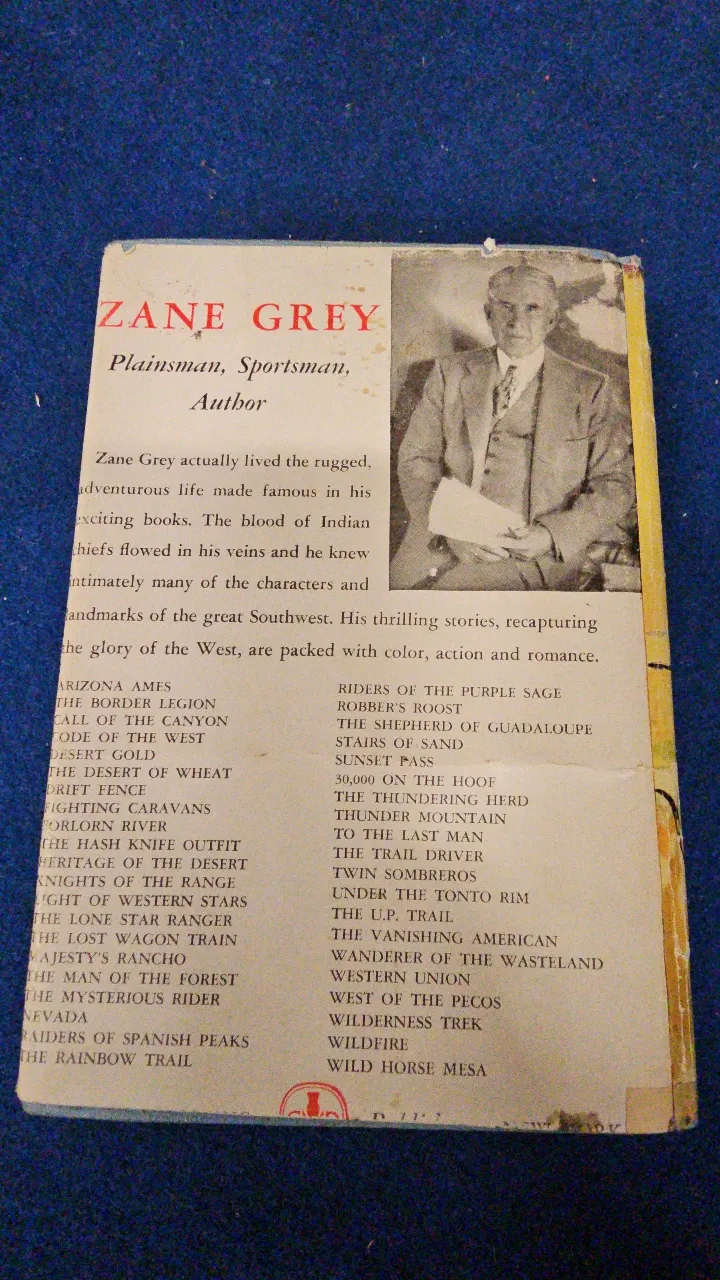 ZANE GREY
Plainsman, Sportsman,
Author
Zane Grey actually lived the rugged,
adventurous life made famous in his
exciting books. The blood of Indian
chiefs flowed in his veins and he knew
intimately many of the characters and
landmarks of the great Southwest. His thrilling stories, recapturing
the glory of the West, are packed with color, action and romance.
ARIZONA AMES
THE BORDER LEGION
CALL OF THE CANYON
CODE OF THE WEST
DESERT GOLD
THE DESERT OF WHEAT
DRIFT FENCE
FIGHTING CARAVANS
FORLORN RIVER
THE HASH KNIFE OUTFIT
HERITAGE OF THE DESERT
KNIGHTS OF THE RANGE
LIGHT OF WESTERN STARS
THE LONE STAR RANGER
THE LOST WAGON TRAIN
MAJESTY'S RANCHO
THE MAN OF THE FOREST
THE MYSTERIOUS RIDER
NEVADA
RAIDERS OF SPANISH PEAKS
THE RAINBOW TRAIL
RIDERS OF THE PURPLE SAGE
ROBBER'S ROOST
THE SHEPHERD OF GUADALOUPE
STAIRS OF SAND
SUNSET PASS
30,000 ON THE HOOF
THE THUNDERING HERD
THUNDER MOUNTAIN
TO THE LAST MAN
THE TRAIL DRIVER
TWIN SOMBREROS
UNDER THE TONTO RIM
THE U.P. TRAIL
THE VANISHING AMERICAN
WANDERER OF THE WASTELAND
WESTERN UNION
WEST OF THE PECOS
WILDERNESS TREK
WILDFIRE
WILD HORSE MESA